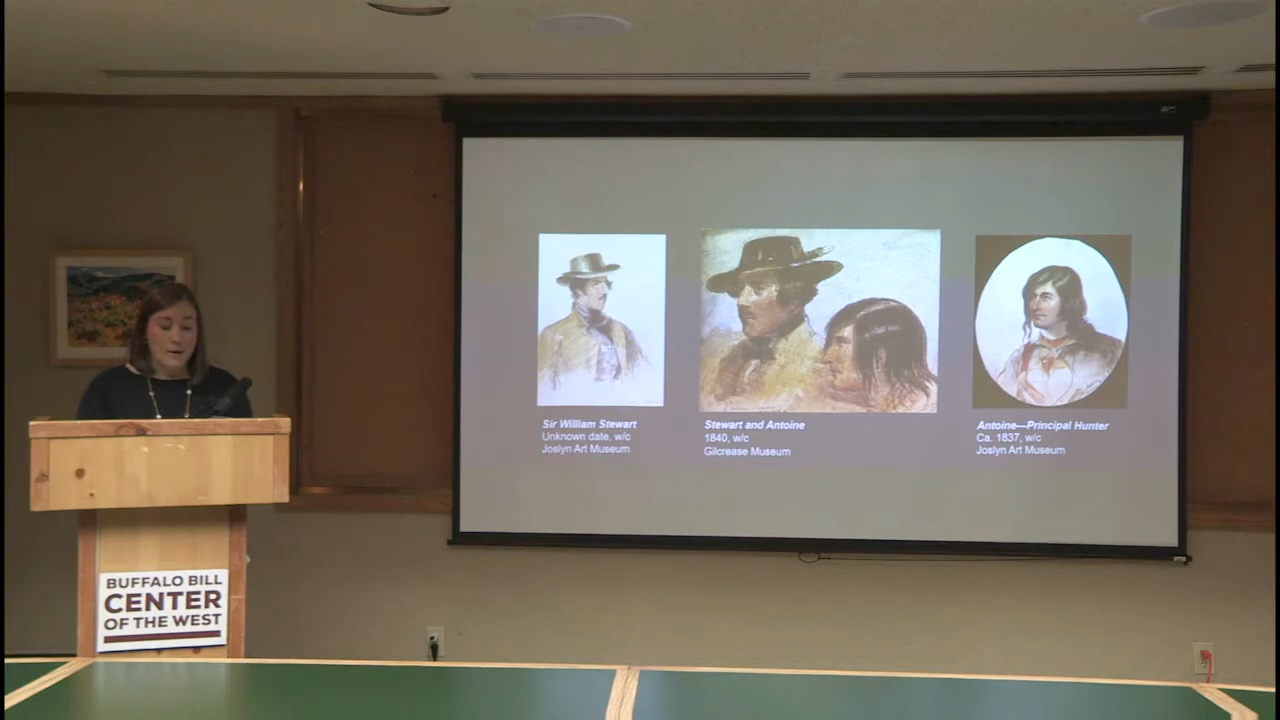 Sir William Stewart
Unknown date, w/c
Joslyn Art Museum
Stewart and Antoine
1840, w/c
Gilcrease Museum
Antoine—Principal Hunter
Ca. 1837, w/c
Joslyn Art Museum
BUFFALO BILL
CENTER
OF THE WEST